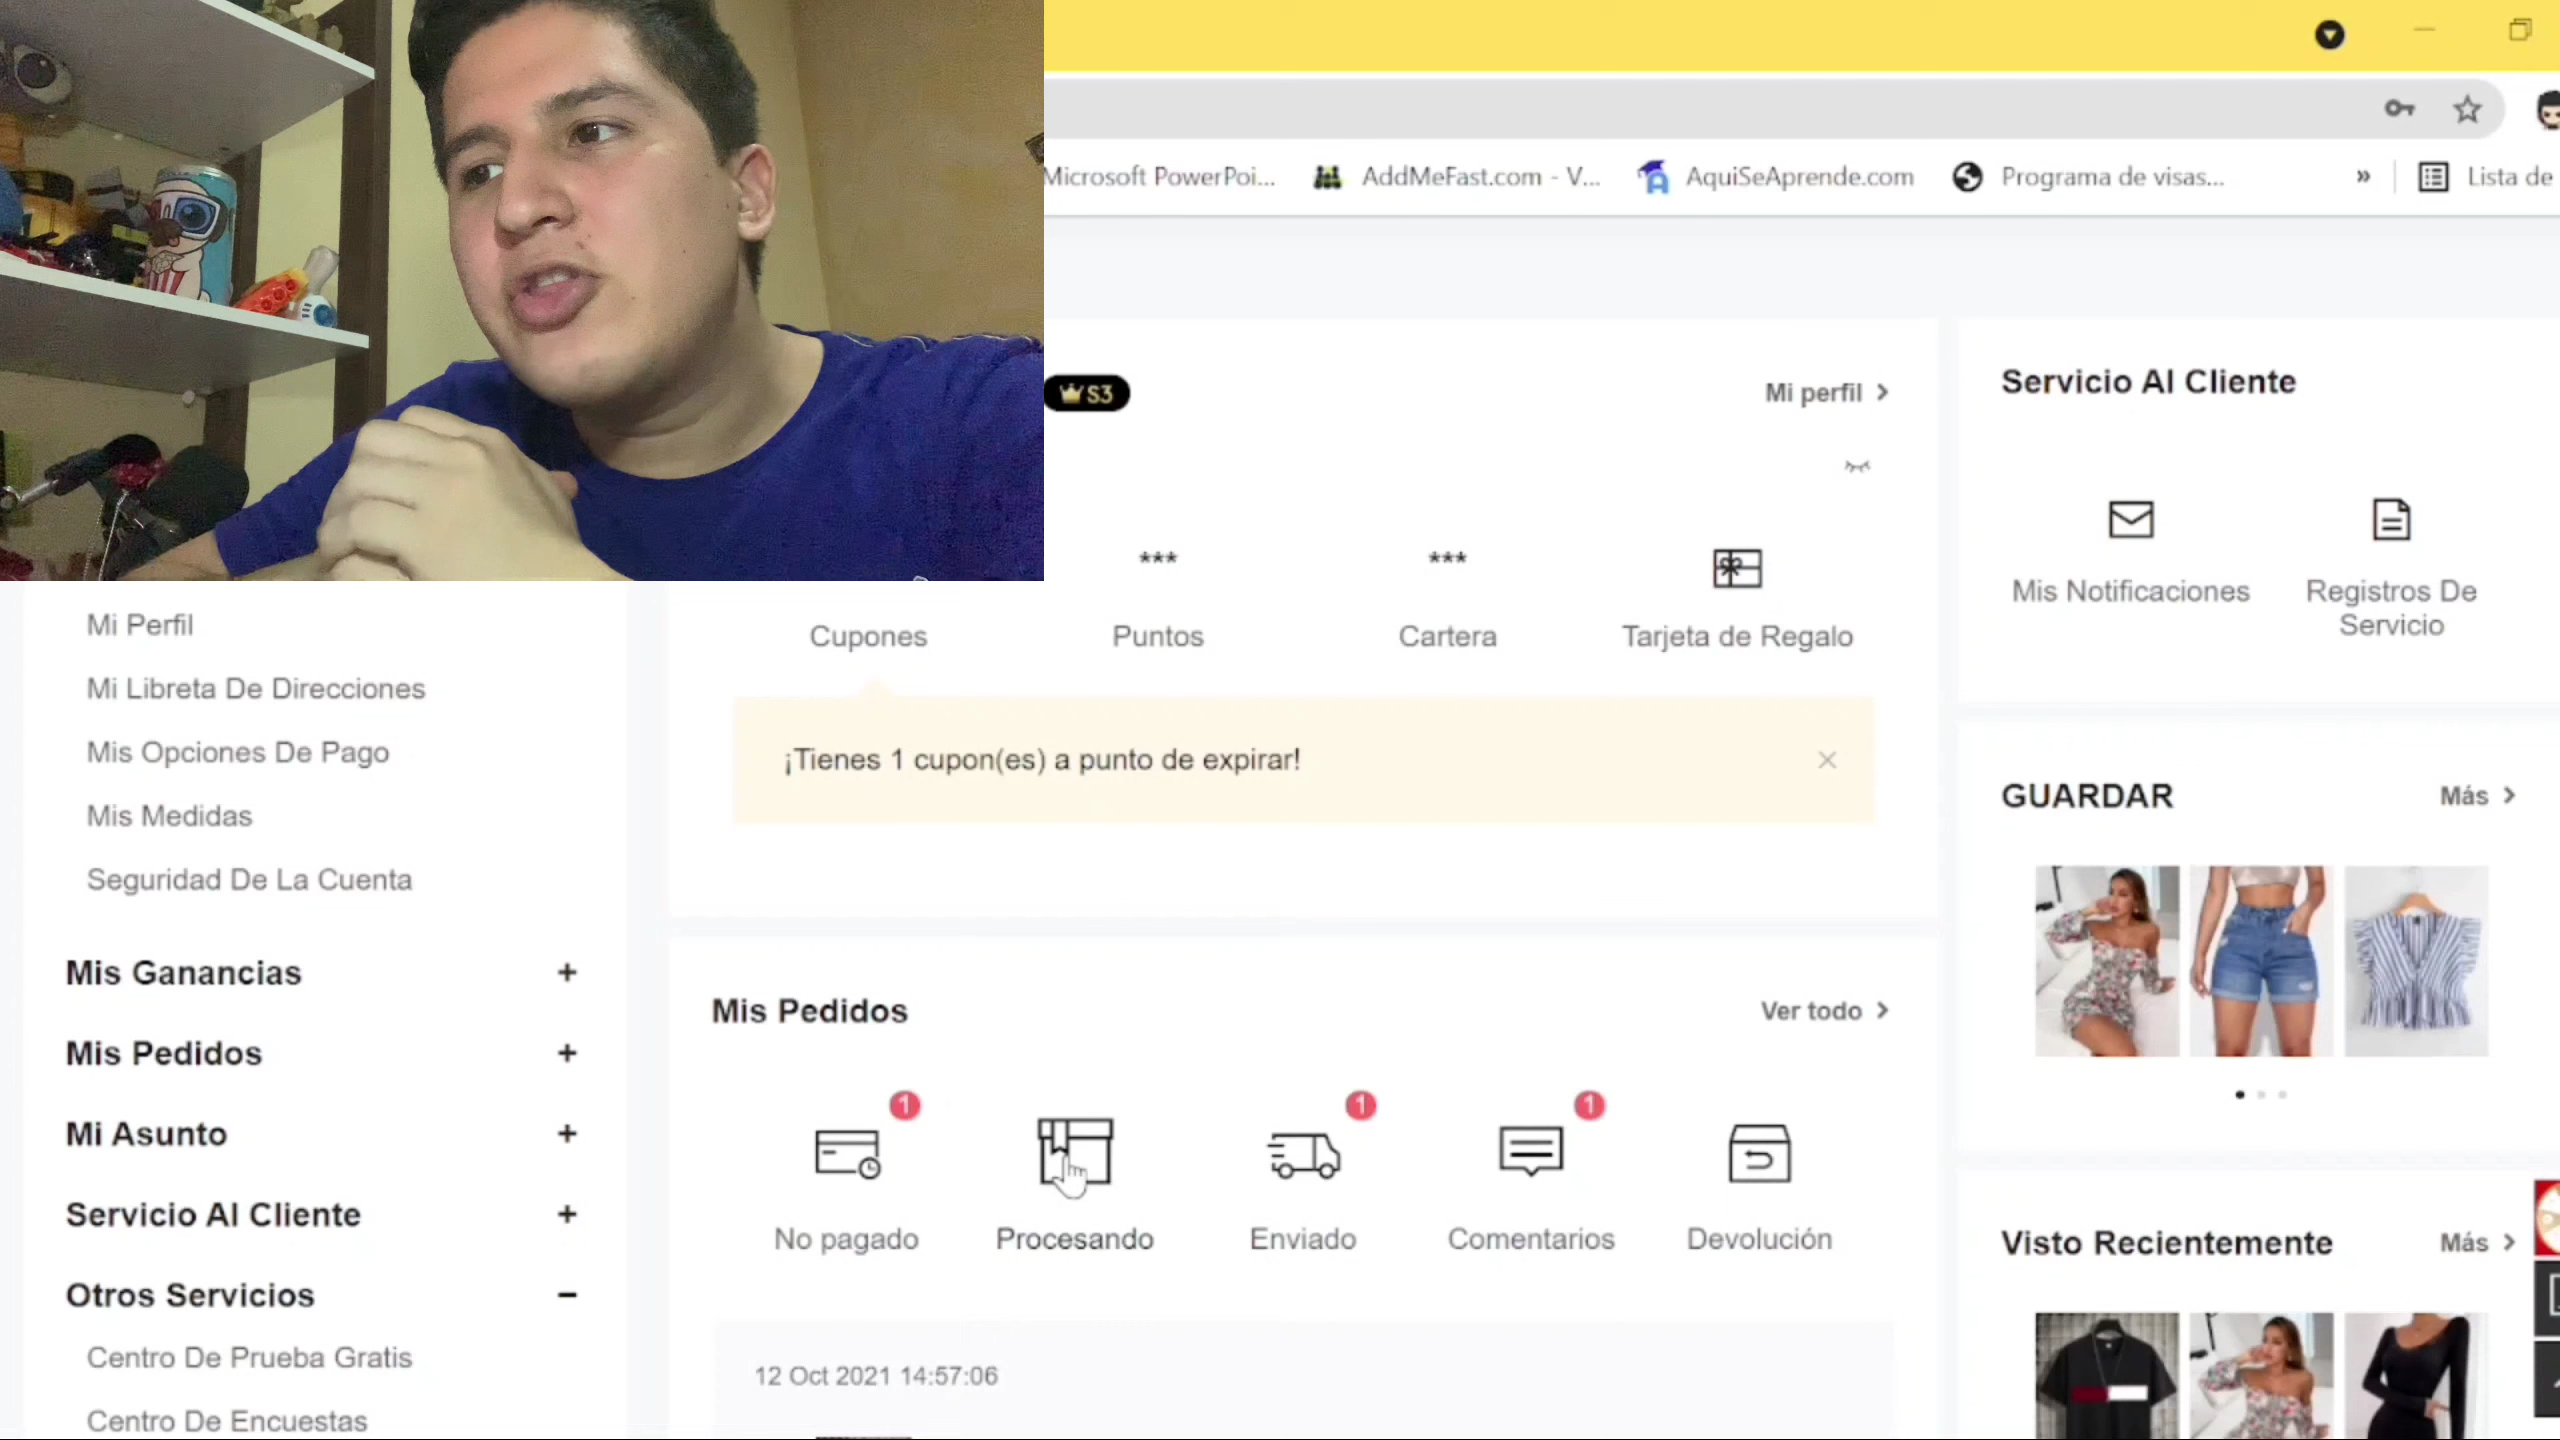 Microsoft PowerPoi...
AddMeFast.com - V...
AquiSeAprende.com
Programa de visas...
»
Lista de
S3
Mi perfil >
***
***
Cupones
Puntos
Cartera
Tarjeta de Regalo
¡Tienes 1 cupon(es) a punto de expirar!
×
Mi Perfil
Mi Libreta De Direcciones
Mis Opciones De Pago
Mis Medidas
Seguridad De La Cuenta
Mis Ganancias +
Mis Pedidos +
Mi Asunto +
Servicio Al Cliente +
Otros Servicios −
Centro De Prueba Gratis
Centro De Encuestas
Mis Pedidos
Ver todo >
1
1
1
No pagado
Procesando
Enviado
Comentarios
Devolución
12 Oct 2021 14:57:06
Servicio Al Cliente
Mis Notificaciones
Registros De
Servicio
GUARDAR
Más >
Visto Recientemente
Más >